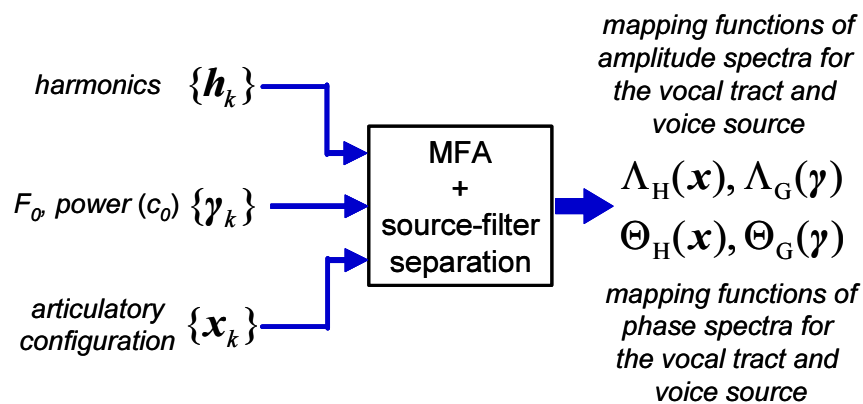 harmonics {h_k}
F_0, power (c_0) {γ_k}
articulatory
configuration {x_k}
MFA
+
source-filter
separation
mapping functions of
amplitude spectra for
the vocal tract and
voice source
Λ_H(x), Λ_G(γ)
Θ_H(x), Θ_G(γ)
mapping functions of
phase spectra for
the vocal tract and
voice source